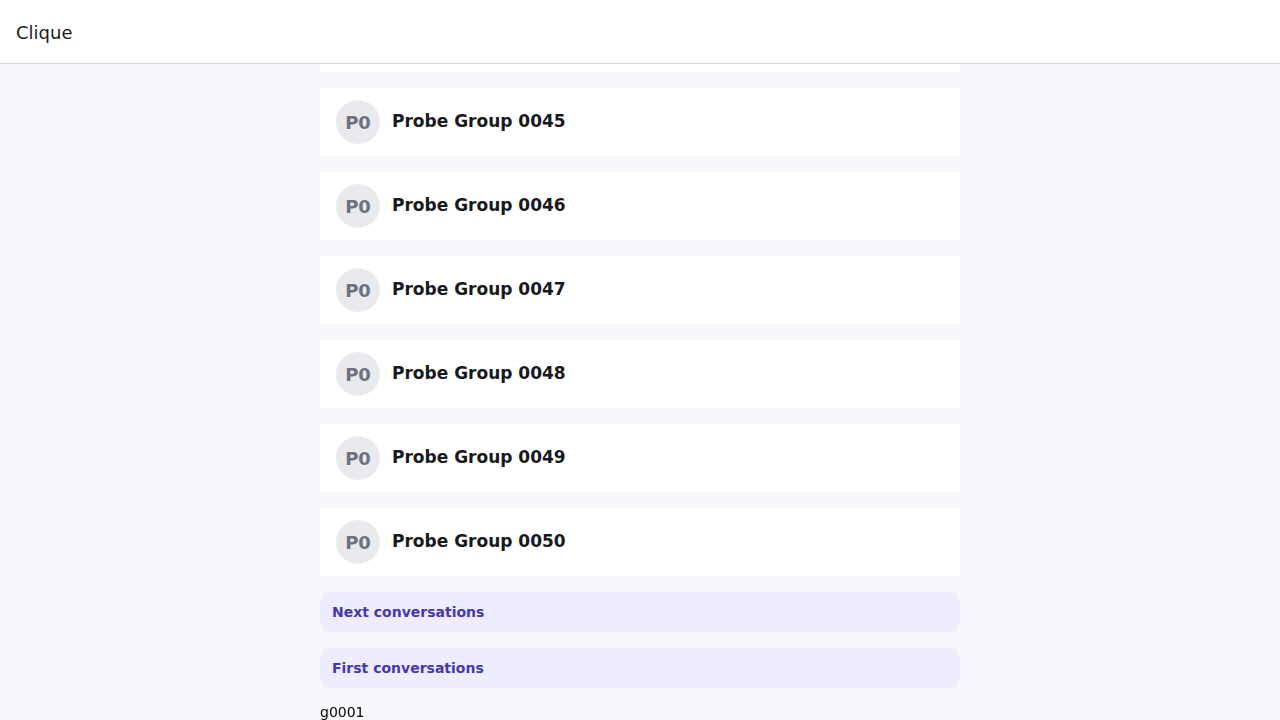 Clique
P0 Probe Group 0045
P0 Probe Group 0046
P0 Probe Group 0047
P0 Probe Group 0048
P0 Probe Group 0049
P0 Probe Group 0050
Next conversations
First conversations
g0001